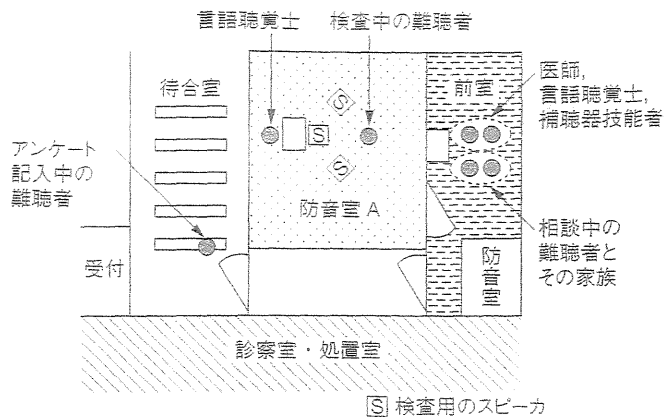 言語聴覚士
検査中の難聴者
待合室
前室
医師,
言語聴覚士,
補聴器技能者
S
S
S
アンケート
記入中の
難聴者
防音室A
相談中の
難聴者と
その家族
受付
防音室
診察室・処置室
S 検査用のスピーカ